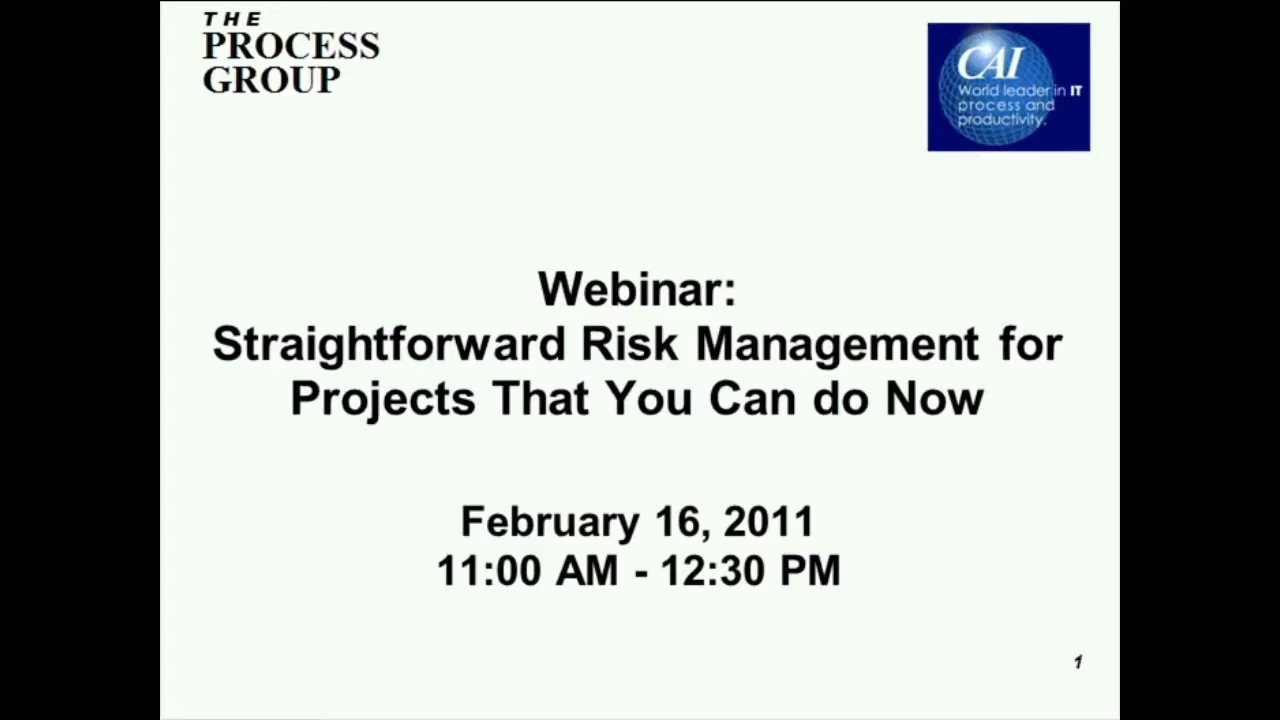 THE
PROCESS
GROUP
CAI
World leader in IT
process and
productivity.
Webinar:
Straightforward Risk Management for
Projects That You Can do Now
February 16, 2011
11:00 AM - 12:30 PM
1